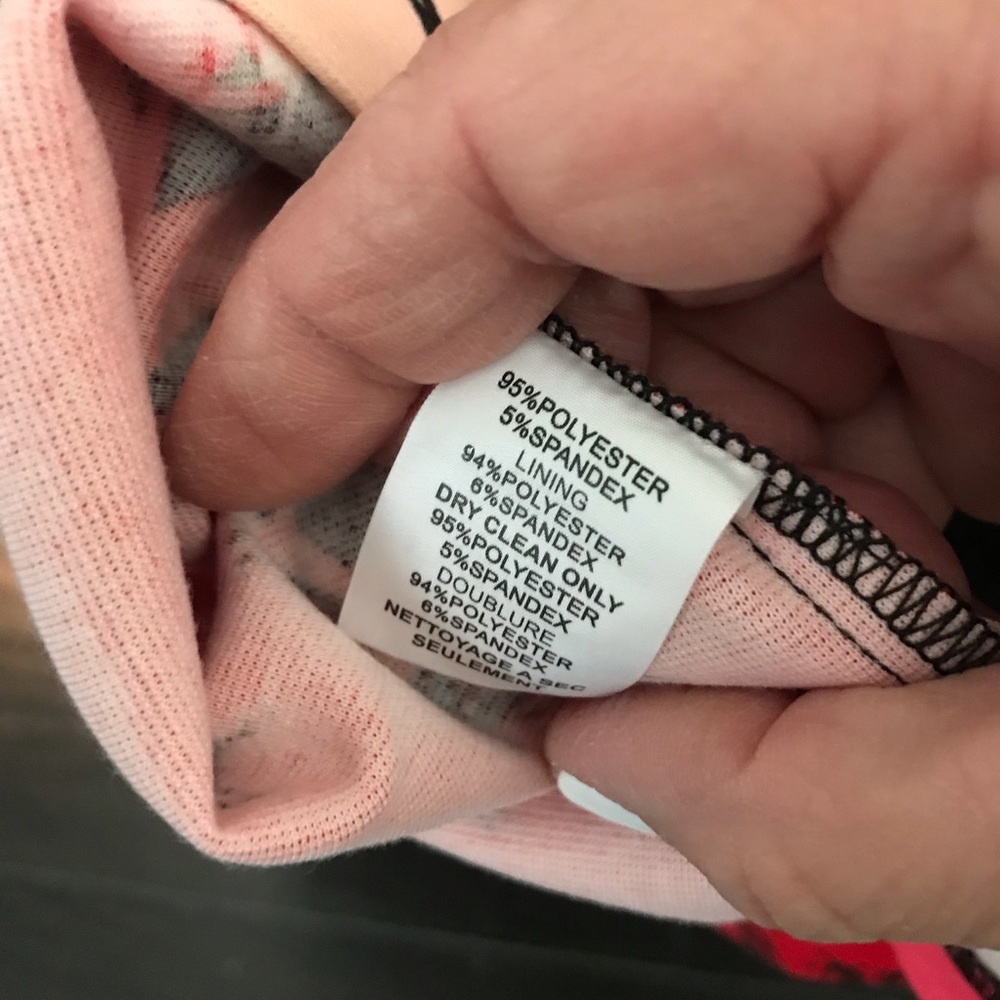 95%POLYESTER
5%SPANDEX
LINING
94%POLYESTER
6%SPANDEX
DRY CLEAN ONLY
95%POLYESTER
5%SPANDEX
DOUBLURE
94%POLYESTER
6%SPANDEX
NETTOYAGE A SEC
SEULEMENT